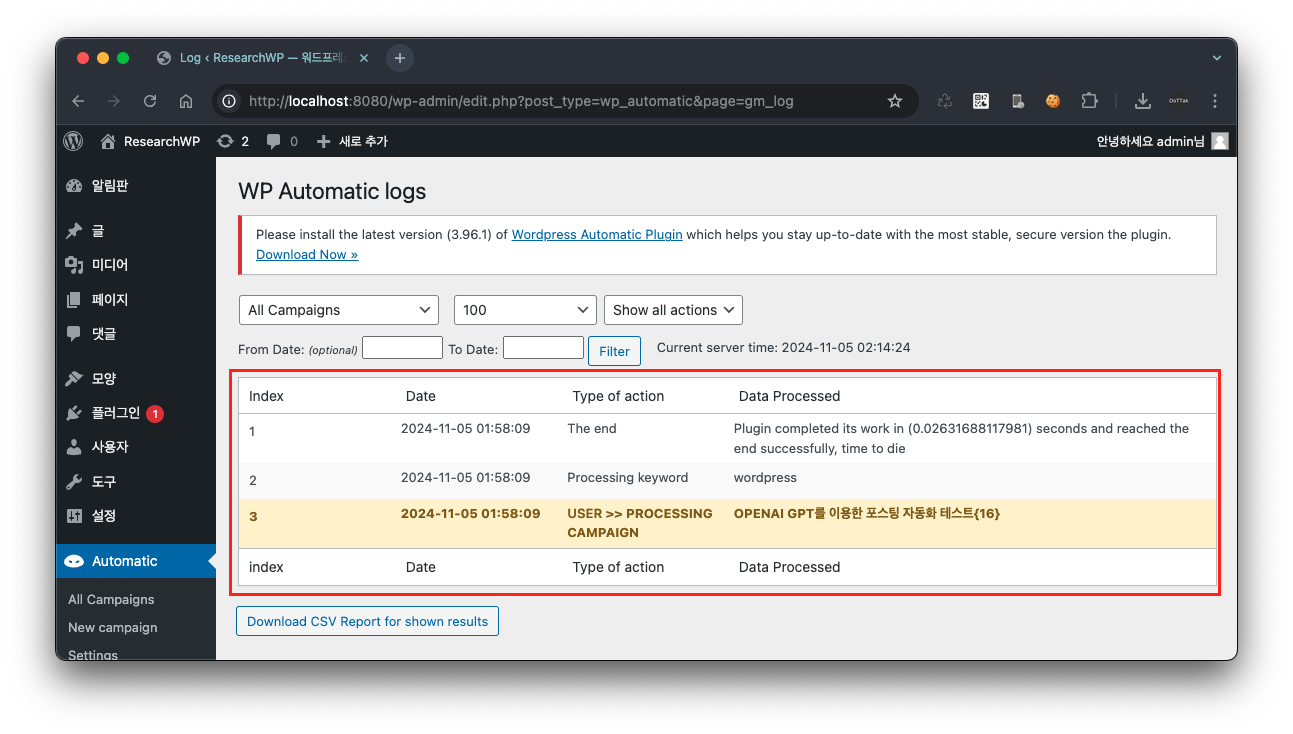 Log ‹ ResearchWP — 워드프레
http://localhost:8080/wp-admin/edit.php?post_type=wp_automatic&page=gm_log
DoTTak
ResearchWP 2 0 새로 추가 안녕하세요 admin님
알림판
글
미디어
페이지
댓글
모양
플러그인 1
사용자
도구
설정
Automatic
All Campaigns
New campaign
Settings
WP Automatic logs
Please install the latest version (3.96.1) of Wordpress Automatic Plugin which helps you stay up-to-date with the most stable, secure version the plugin.
Download Now »
All Campaigns 100 Show all actions
From Date: (optional) To Date: Filter Current server time: 2024-11-05 02:14:24
Index Date Type of action Data Processed
1 2024-11-05 01:58:09 The end Plugin completed its work in (0.02631688117981) seconds and reached the
end successfully, time to die
2 2024-11-05 01:58:09 Processing keyword wordpress
3 2024-11-05 01:58:09 USER >> PROCESSING OPENAI GPT를 이용한 포스팅 자동화 테스트{16}
CAMPAIGN
index Date Type of action Data Processed
Download CSV Report for shown results